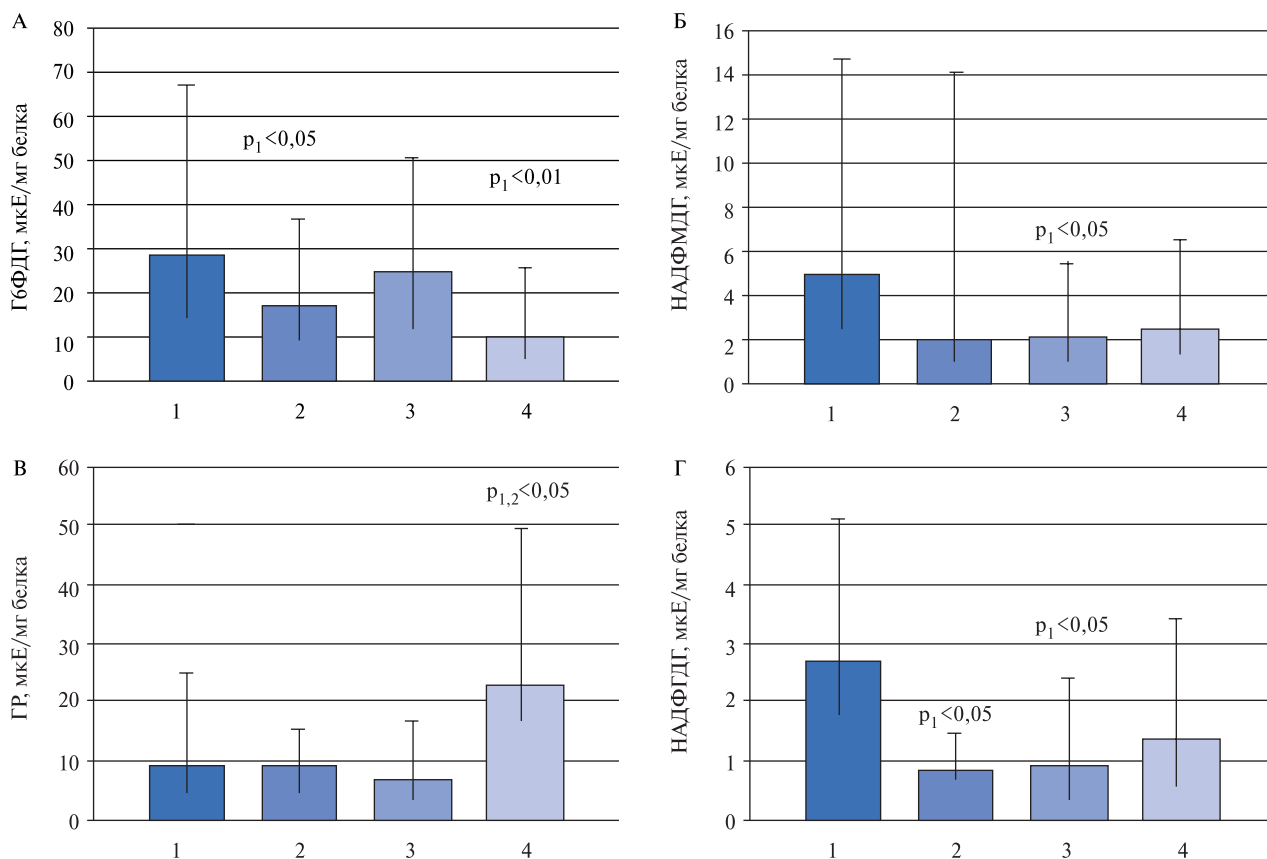 А
Г6ФДГ, мкЕ/мг белка
80
70
60
50
40
30
20
10
0
p1<0,05
p1<0,01
1 2 3 4
Б
НАДФМДГ, мкЕ/мг белка
16
14
12
10
8
6
4
2
0
p1<0,05
1 2 3 4
В
ГР, мкЕ/мг белка
60
50
40
30
20
10
0
p1,2<0,05
1 2 3 4
Г
НАДФГДГ, мкЕ/мг белка
6
5
4
3
2
1
0
p1<0,05
p1<0,05
1 2 3 4